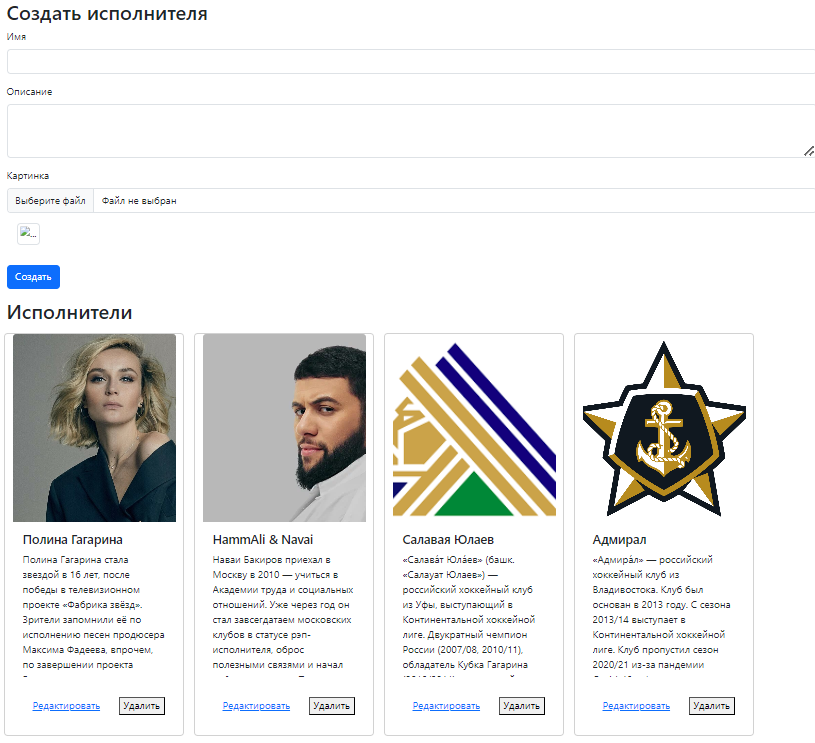 Создать исполнителя
Имя
Описание
Картинка
Выберите файл Файл не выбран
Создать
Исполнители
Полина Гагарина
Полина Гагарина стала
звездой в 16 лет, после
победы в телевизионном
проекте «Фабрика звёзд».
Зрители запомнили её по
исполнению песен продюсера
Максима Фадеева, впрочем,
по завершении проекта
Редактировать Удалить
HammAli & Navai
Наваи Бакиров приехал в
Москву в 2010 — учиться в
Академии труда и социальных
отношений. Уже через год он
стал завсегдатаем московских
клубов в статусе рэп-
исполнителя, оброс
полезными связями и начал
Редактировать Удалить
Салавая Юлаев
«Салава́т Юла́ев» (башк.
«Салауат Юлаев») —
российский хоккейный клуб
из Уфы, выступающий в
Континентальной хоккейной
лиге. Двукратный чемпион
России (2007/08, 2010/11),
обладатель Кубка Гагарина
Редактировать Удалить
Адмирал
«Адмира́л» — российский
хоккейный клуб из
Владивостока. Клуб был
основан в 2013 году. С сезона
2013/14 выступает в
Континентальной хоккейной
лиге. Клуб пропустил сезон
2020/21 из-за пандемии
Редактировать Удалить